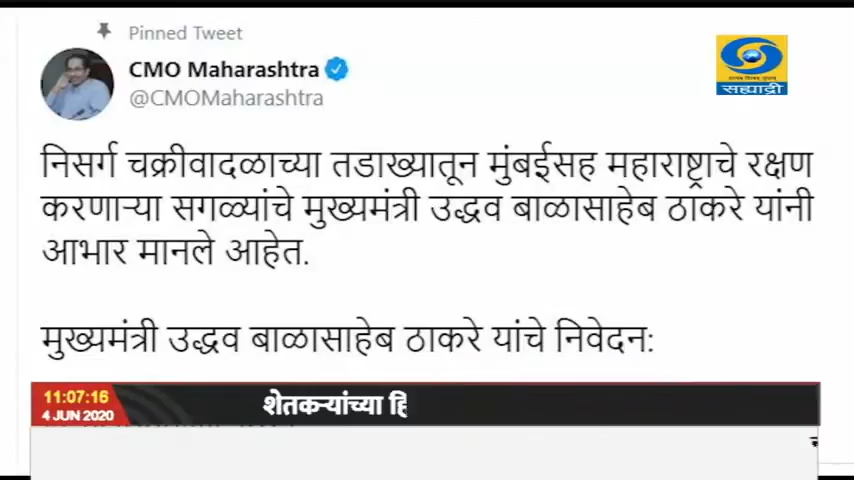 Pinned Tweet
CMO Maharashtra
@CMOMaharashtra
सह्याद्री
निसर्ग चक्रीवादळाच्या तडाख्यातून मुंबईसह महाराष्ट्राचे रक्षण
करणाऱ्या सगळ्यांचे मुख्यमंत्री उद्धव बाळासाहेब ठाकरे यांनी
आभार मानले आहेत.
मुख्यमंत्री उद्धव बाळासाहेब ठाकरे यांचे निवेदन:
11:07:16
4 JUN 2020
शेतकऱ्यांच्या हि